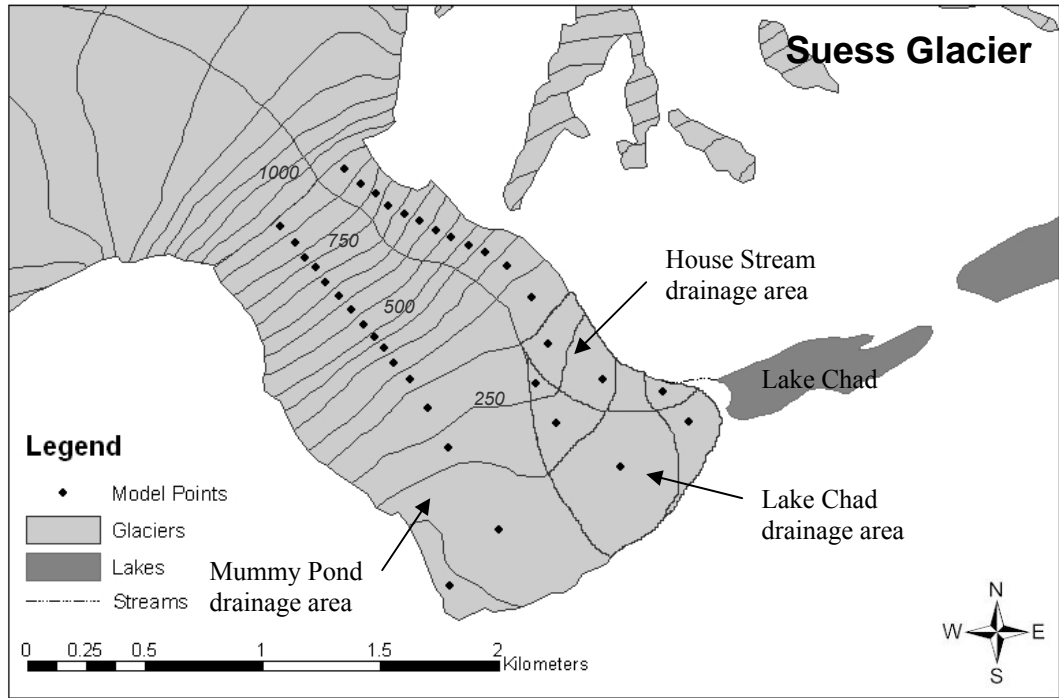 Suess Glacier
1000
750
House Stream
drainage area
500
Lake Chad
250
Legend
Model Points
Glaciers
Lakes
Streams
Lake Chad
drainage area
Mummy Pond
drainage area
N
W E
S
0 0.25 0.5 1 1.5 2
Kilometers